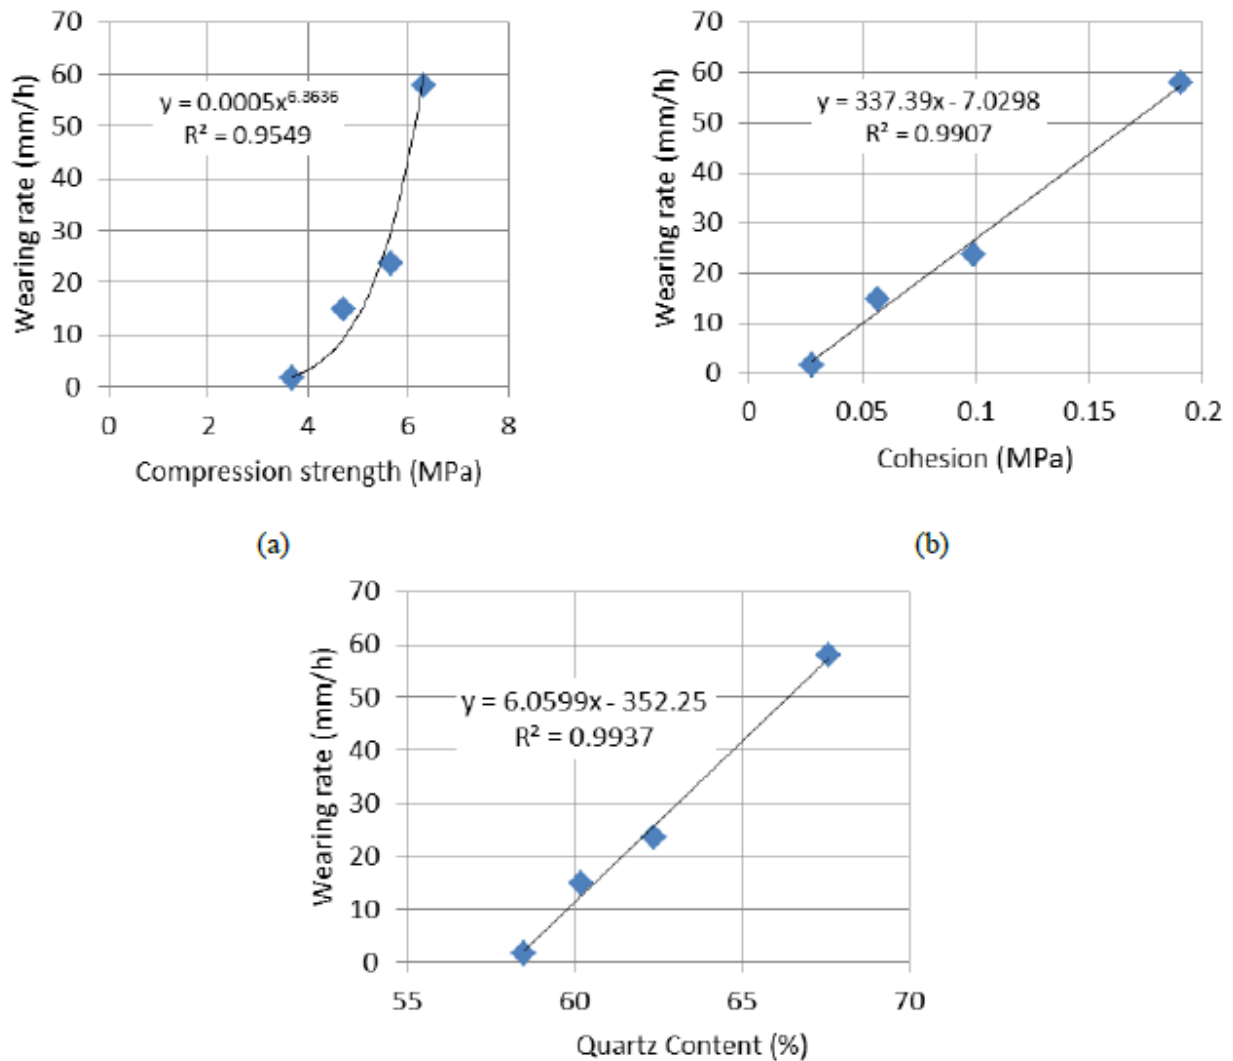 70
60
50
40
30
20
10
0
Wearing rate (mm/h)
y = 0.0005x^6.3636
R² = 0.9549
0 2 4 6 8
Compression strength (MPa)
(a)
70
60
50
40
30
20
10
0
Wearing rate (mm/h)
y = 337.39x - 7.0298
R² = 0.9907
0 0.05 0.1 0.15 0.2
Cohesion (MPa)
(b)
70
60
50
40
30
20
10
0
Wearing rate (mm/h)
y = 6.0599x - 352.25
R² = 0.9937
55 60 65 70
Quartz Content (%)